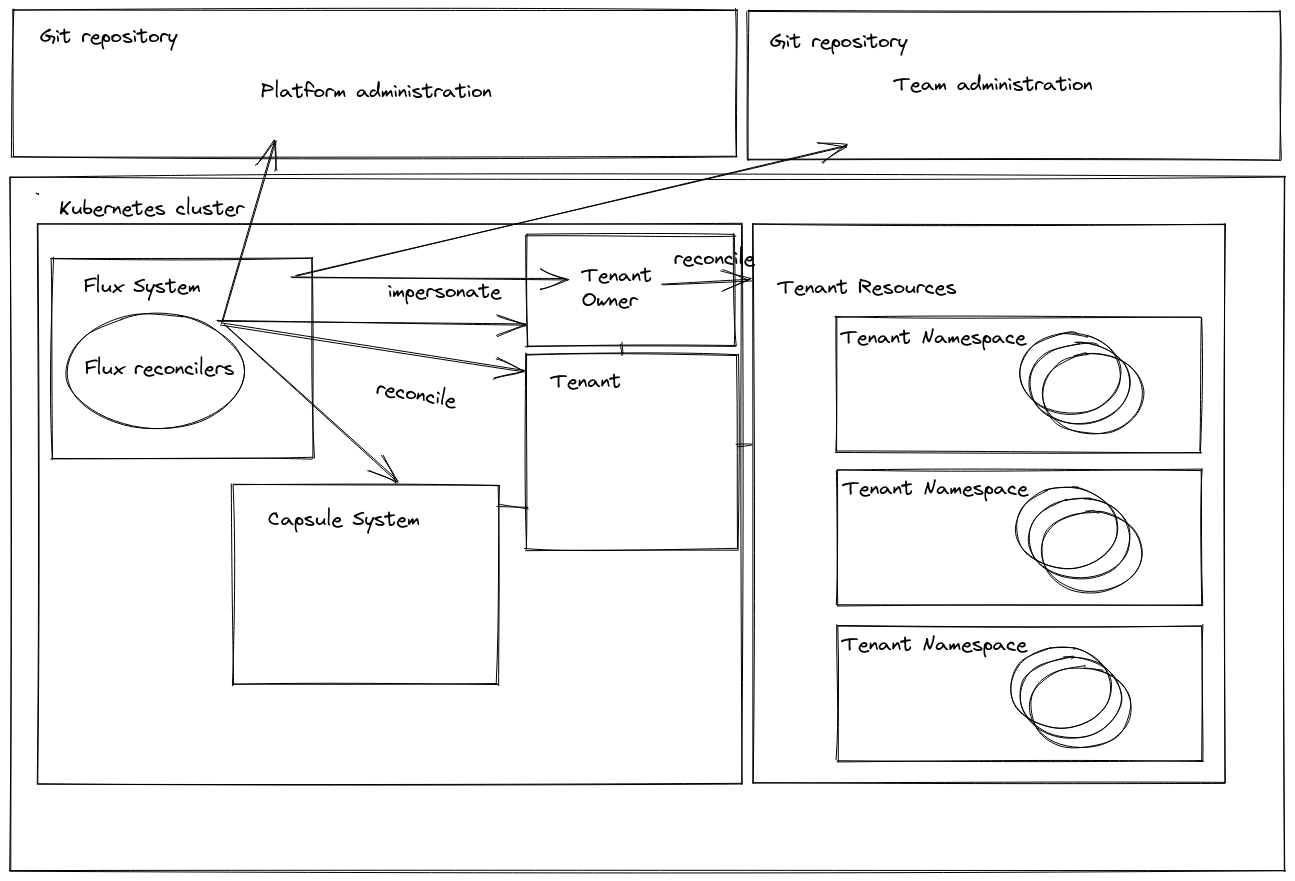 Git repository
Platform administration
Git repository
Team administration
Kubernetes cluster
Flux System
Flux reconcilers
impersonate
reconcile
Tenant
Owner
reconcile
Tenant
Capsule System
Tenant Resources
Tenant Namespace
Tenant Namespace
Tenant Namespace